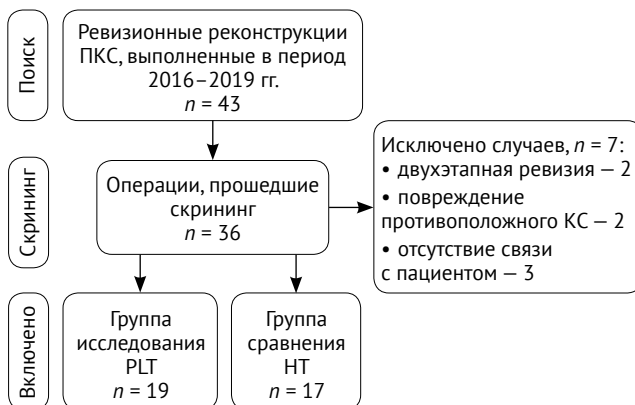 Поиск
Ревизионные реконструкции
ПКС, выполненные в период
2016–2019 гг.
n = 43
Скрининг
Операции, прошедшие
скрининг
n = 36
Исключено случаев, n = 7:
• двухэтапная ревизия — 2
• повреждение
противоположного КС — 2
• отсутствие связи
с пациентом — 3
Включено
Группа
исследования
PLT
n = 19
Группа
сравнения
HT
n = 17